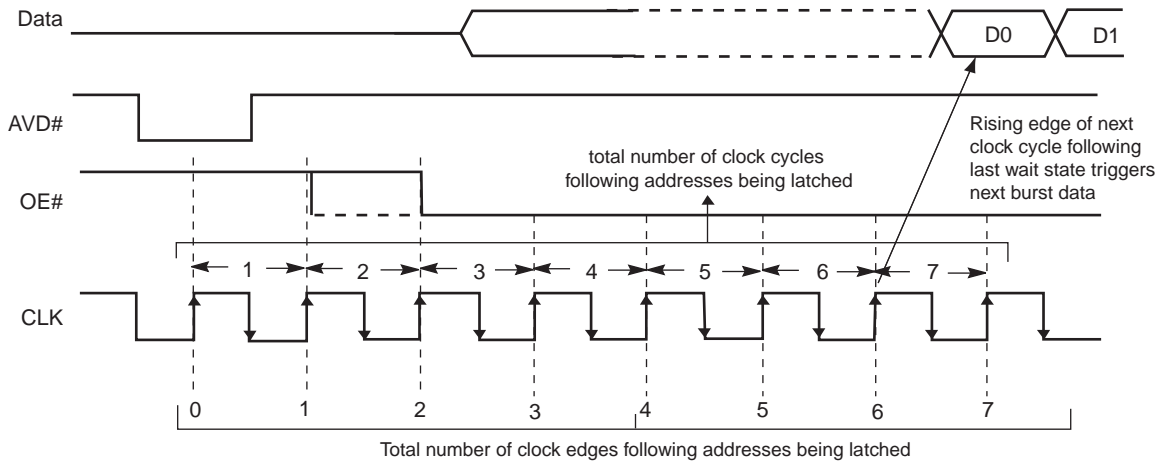 Data
D0
D1
AVD#
Rising edge of next
clock cycle following
last wait state triggers
next burst data
total number of clock cycles
following addresses being latched
OE#
1 2 3 4 5 6 7
CLK
0 1 2 3 4 5 6 7
Total number of clock edges following addresses being latched